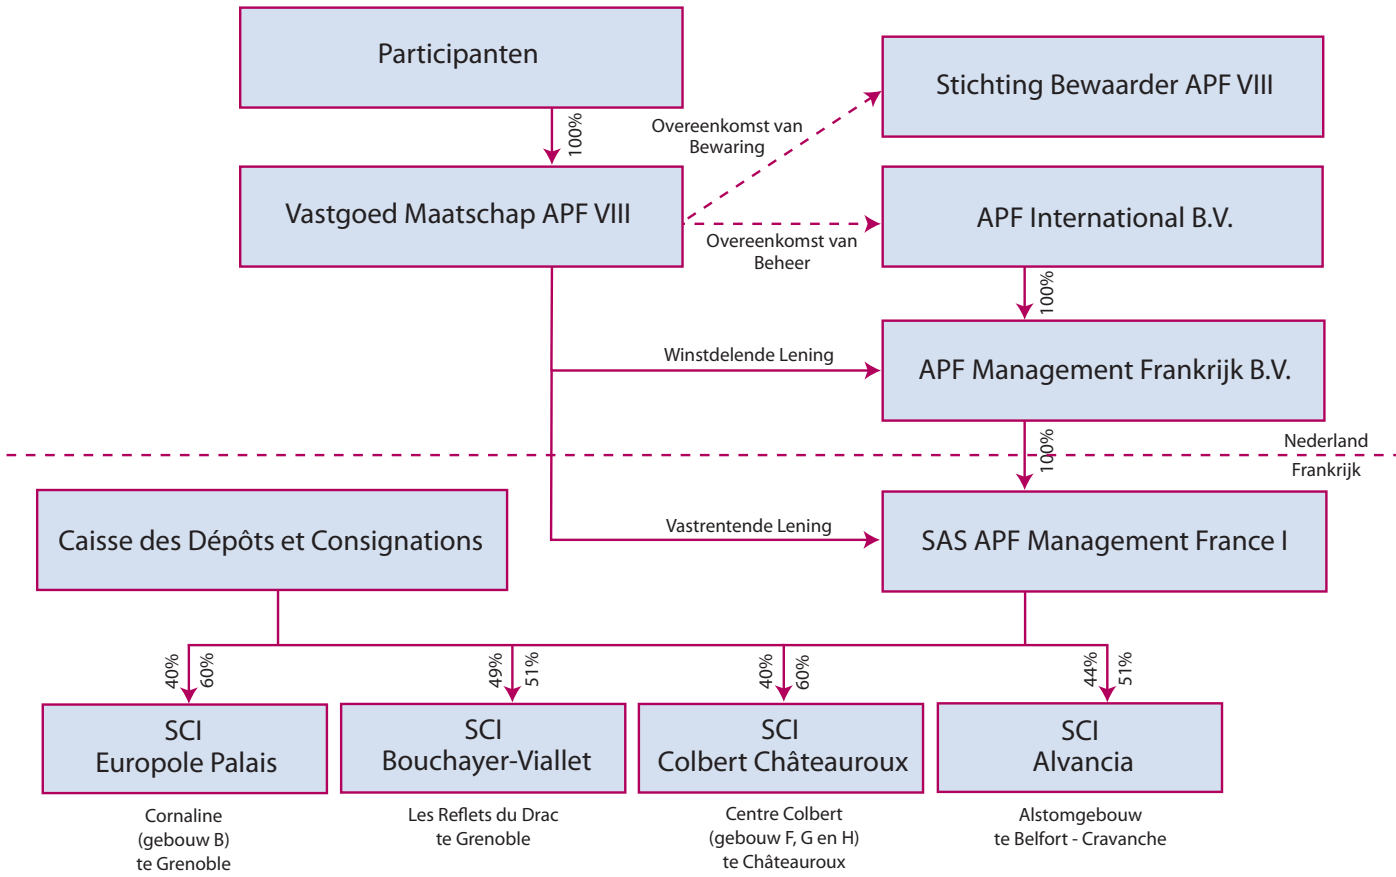 Participanten
Stichting Bewaarder APF VIII
100%
Overeenkomst van
Bewaring
Vastgoed Maatschap APF VIII
APF International B.V.
Overeenkomst van
Beheer
100%
Winstdelende Lening
APF Management Frankrijk B.V.
100%
Nederland
Frankrijk
Caisse des Dépôts et Consignations
Vastrentende Lening
SAS APF Management France I
40%
60%
49%
51%
40%
60%
44%
51%
SCI
Europole Palais
SCI
Bouchayer-Viallet
SCI
Colbert Châteauroux
SCI
Alvancia
Cornaline
(gebouw B)
te Grenoble
Les Reflets du Drac
te Grenoble
Centre Colbert
(gebouw F, G en H)
te Châteauroux
Alstomgebouw
te Belfort - Cravanche